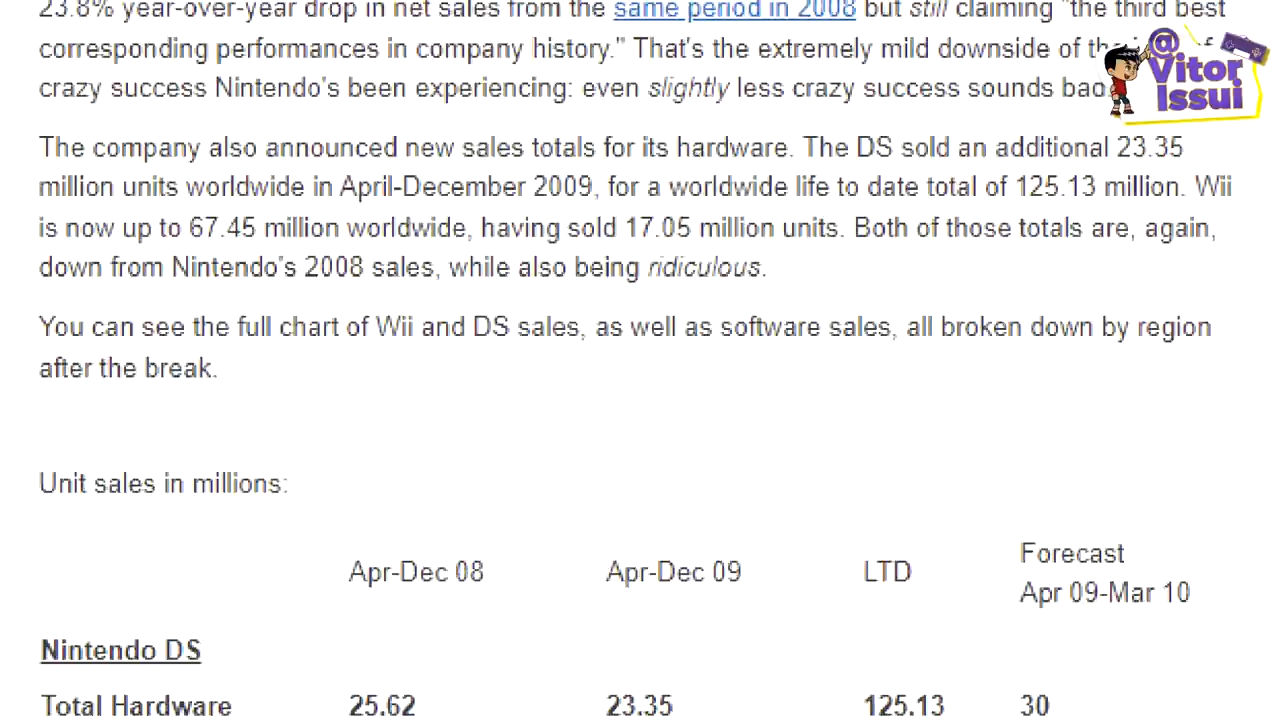 23.8% year-over-year drop in net sales from the same period in 2008 but still claiming "the third best
corresponding performances in company history." That's the extremely mild downside of the
crazy success Nintendo's been experiencing: even slightly less crazy success sounds bad
The company also announced new sales totals for its hardware. The DS sold an additional 23.35
million units worldwide in April-December 2009, for a worldwide life to date total of 125.13 million. Wii
is now up to 67.45 million worldwide, having sold 17.05 million units. Both of those totals are, again,
down from Nintendo's 2008 sales, while also being ridiculous.
You can see the full chart of Wii and DS sales, as well as software sales, all broken down by region
after the break.
Unit sales in millions:
Apr-Dec 08 Apr-Dec 09 LTD Forecast
Apr 09-Mar 10
Nintendo DS
Total Hardware 25.62 23.35 125.13 30
@
Vitor
Issui